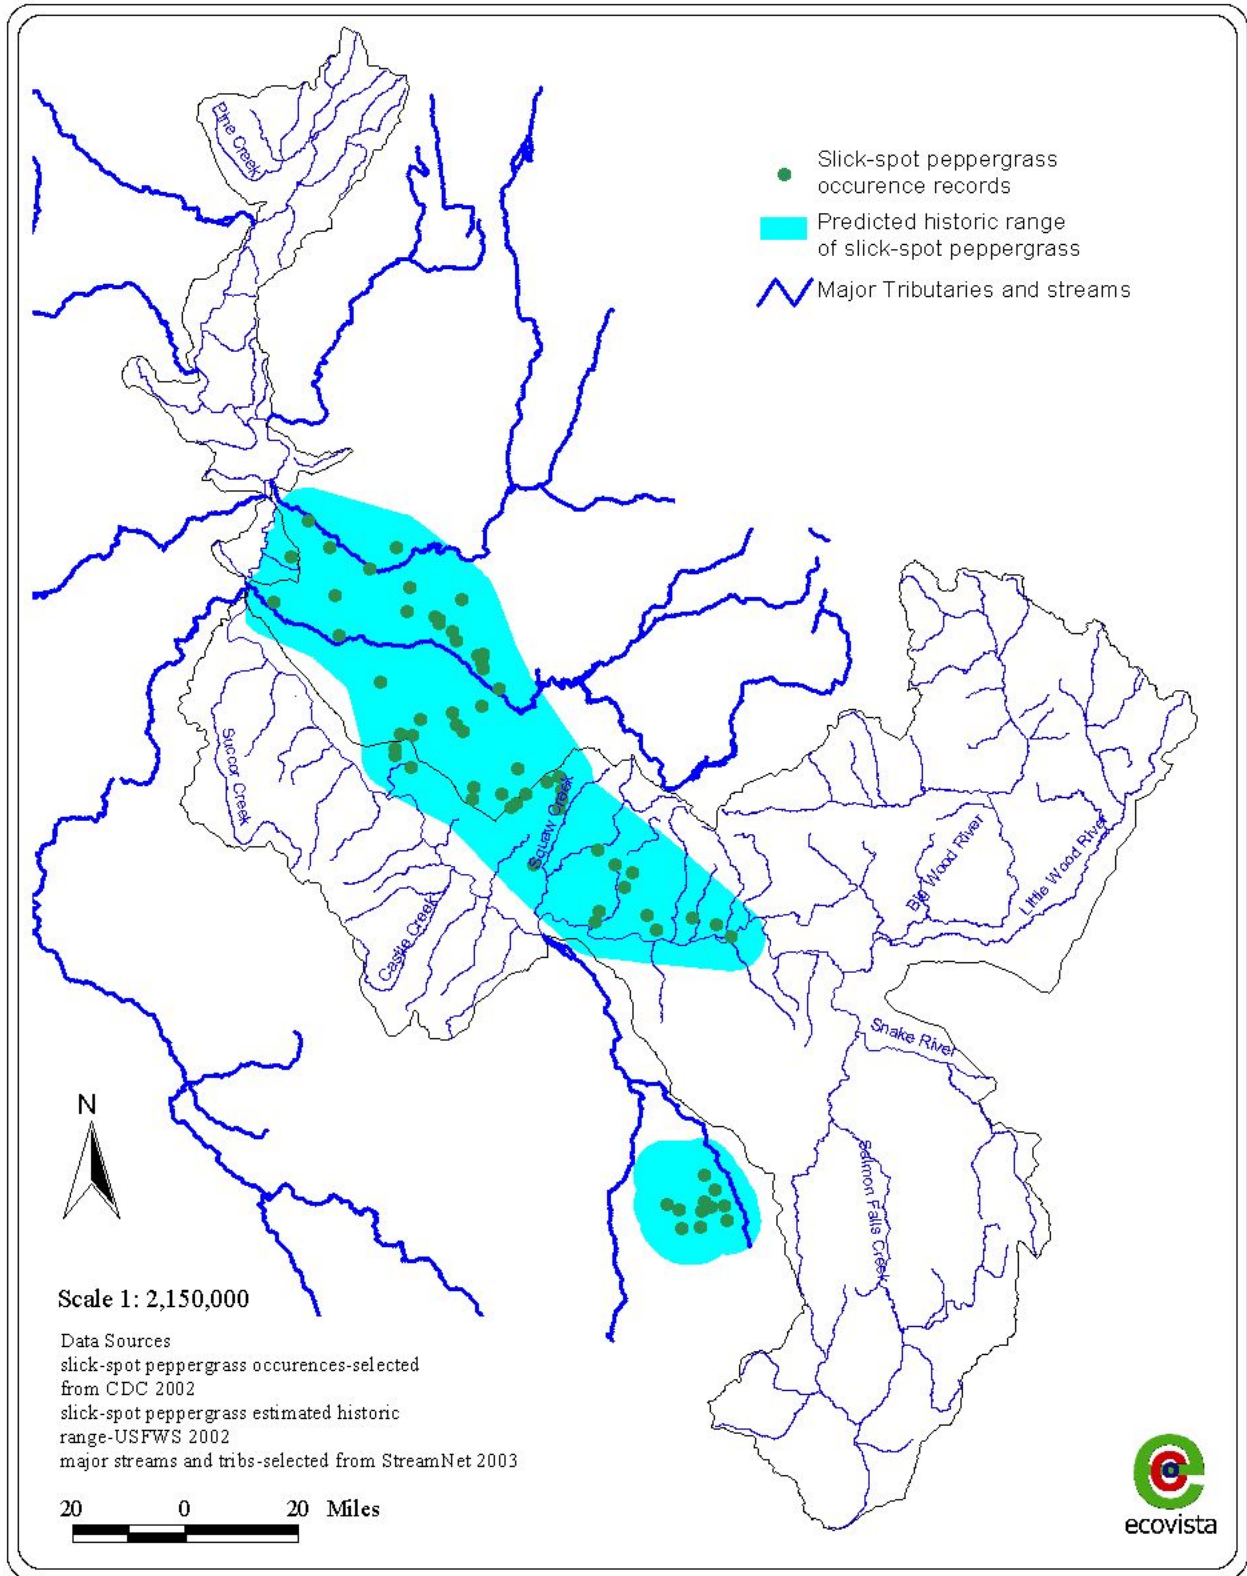 Pine Creek
Slick-spot peppergrass
occurence records
Predicted historic range
of slick-spot peppergrass
Major Tributaries and streams
Succor Creek
Squaw Creek
Big Wood River
Little Wood River
Castle Creek
Snake River
Salmon Falls Creek
N
Scale 1: 2,150,000
Data Sources
slick-spot peppergrass occurences-selected
from CDC 2002
slick-spot peppergrass estimated historic
range-USFWS 2002
major streams and tribs-selected from StreamNet 2003
20 0 20 Miles
e
ecovista